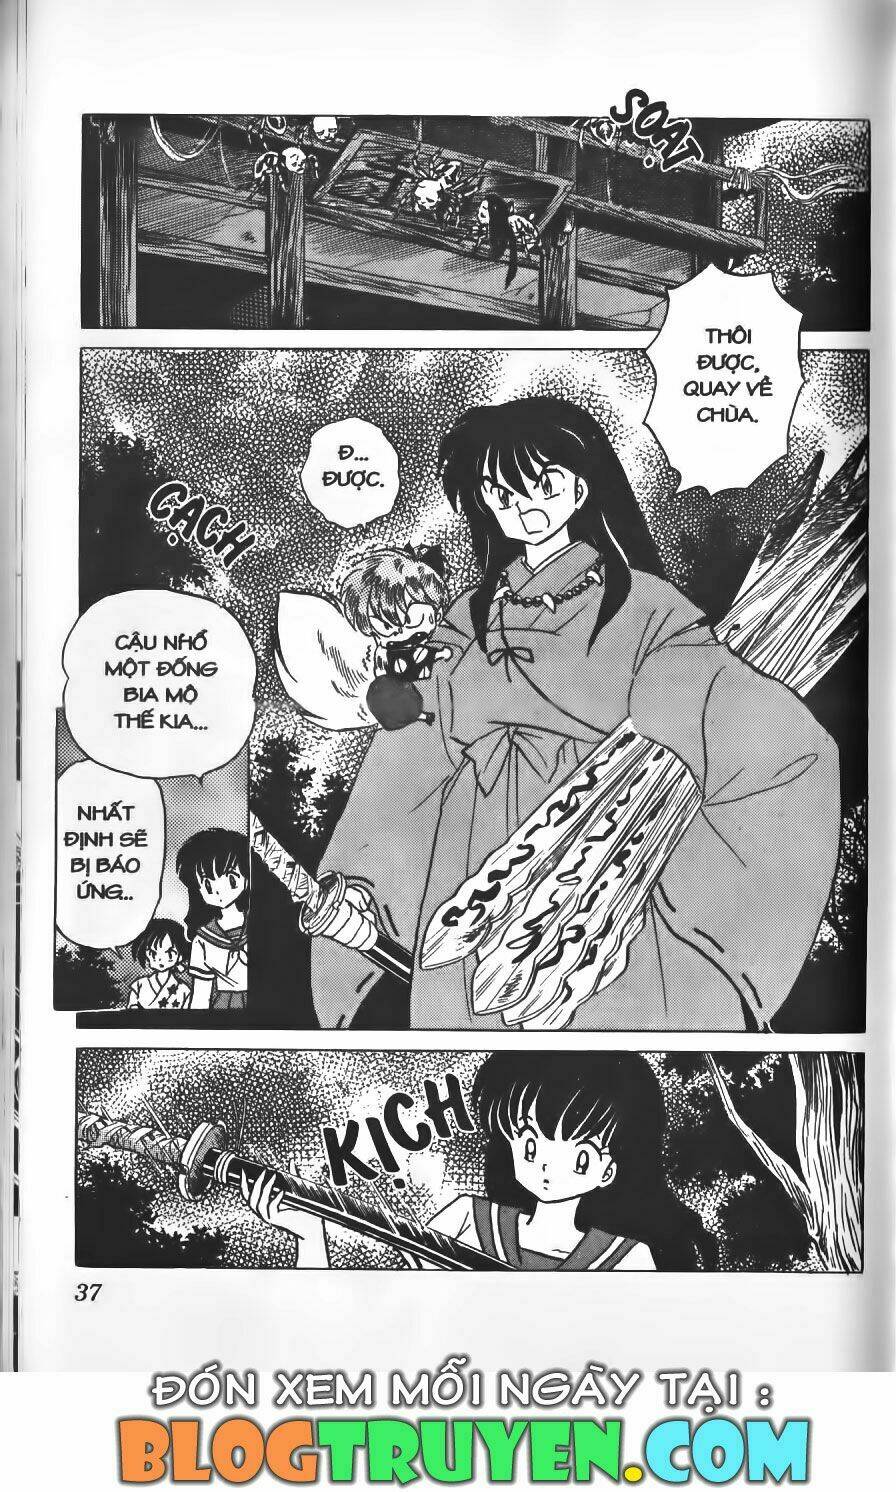 SOẠT
THÔI
ĐƯỢC,
QUAY VỀ
CHÙA.
Đ...
ĐƯỢC.
CẠCH
CẬU NHỔ
MỘT ĐỐNG
BIA MỘ
THẾ KIA...
NHẤT
ĐỊNH SẼ
BỊ BÁO
ỨNG...
KỊCH
37
ĐÓN XEM MỖI NGÀY TẠI :
BLOGTRUYEN.COM